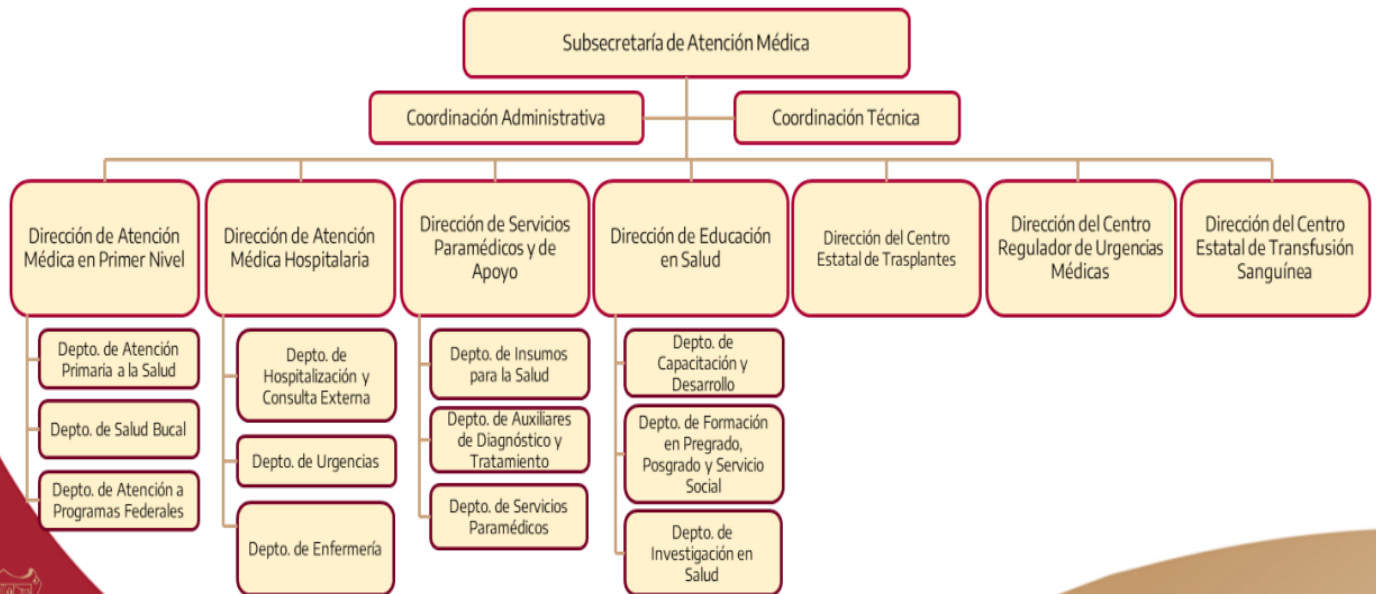 Subsecretaría de Atención Médica
Coordinación Administrativa
Coordinación Técnica
Dirección de Atención
Médica en Primer Nivel
Dirección de Atención
Médica Hospitalaria
Dirección de Servicios
Paramédicos y de
Apoyo
Dirección de Educación
en Salud
Dirección del Centro
Estatal de Trasplantes
Dirección del Centro
Regulador de Urgencias
Médicas
Dirección del Centro
Estatal de Transfusión
Sanguínea
Depto. de Atención
Primaria a la Salud
Depto. de Salud Bucal
Depto. de Atención a
Programas Federales
Depto. de
Hospitalización y
Consulta Externa
Depto. de Urgencias
Depto. de Enfermería
Depto. de Insumos
para la Salud
Depto. de Auxiliares
de Diagnóstico y
Tratamiento
Depto. de Servicios
Paramédicos
Depto. de
Capacitación y
Desarrollo
Depto. de Formación
en Pregrado,
Posgrado y Servicio
Social
Depto. de
Investigación en
Salud